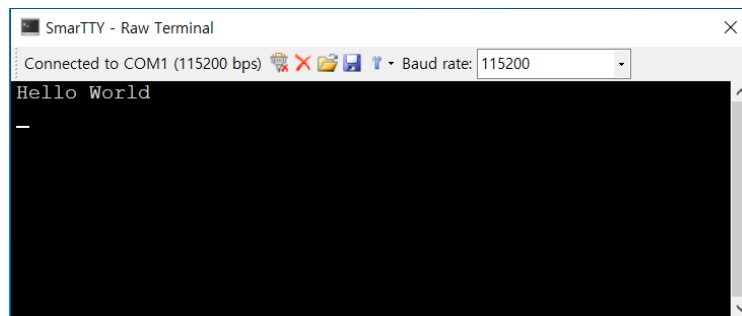 SmarTTY - Raw Terminal
Connected to COM1 (115200 bps) Baud rate: 115200
Hello World